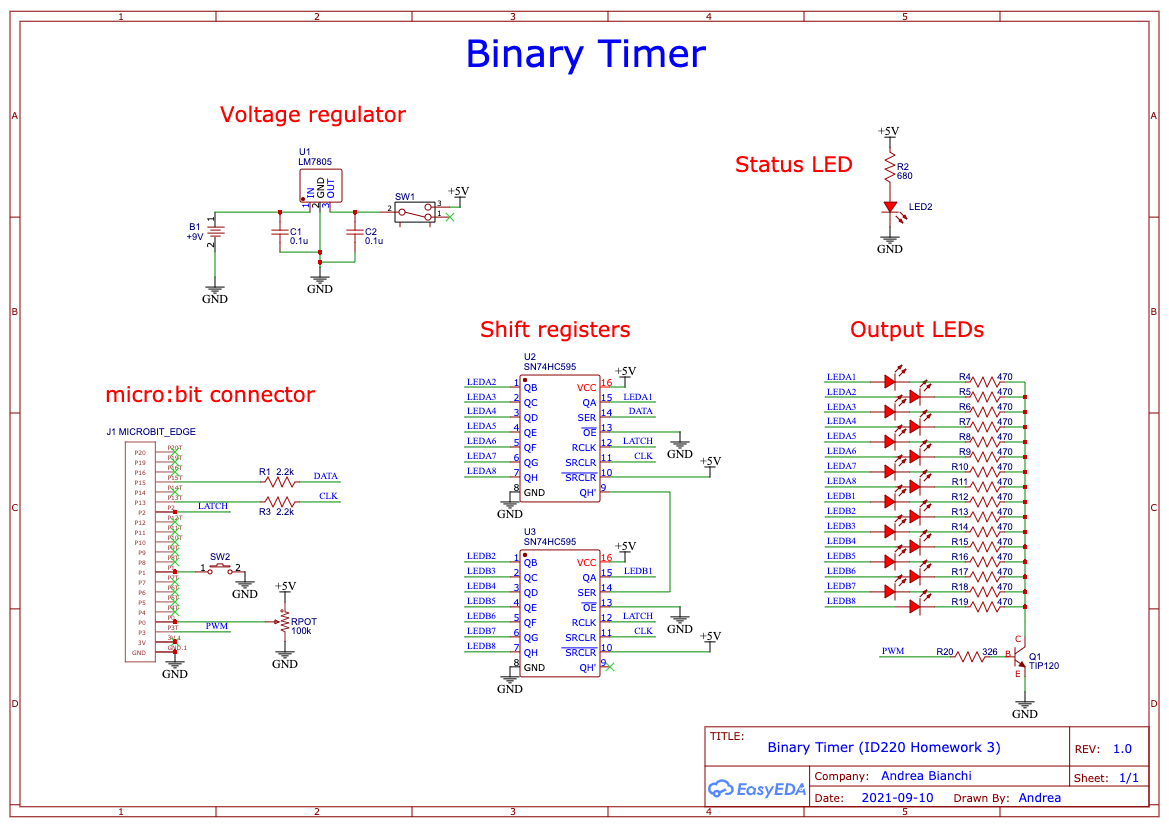 1 2 3 4 5
Binary Timer
Voltage regulator
U1
LM7805
IN
GND
OUT
1 2 3
B1
+9V
1
2
C1
0.1u
C2
0.1u
SW1
2
3
1
+5V
GND
GND
Status LED
+5V
R2
680
LED2
GND
A
A
B
B
C
C
D
D
micro:bit connector
J1 MICROBIT_EDGE
P20
P19
P16
P15
P14
P13
P2
P12
P11
P10
P9
P8
P1
P7
P6
P5
P4
P0
P3
3V
GND
R1 2.2k DATA
CLK
R3 2.2k
LATCH
SW2
1 2
GND
+5V
RPOT
100k
PWM
GND
GND
Shift registers
U2
SN74HC595
+5V
LEDA2 1 QB VCC 16
LEDA3 2 QC QA 15 LEDA1
LEDA4 3 QD SER 14 DATA
LEDA5 4 QE OE 13
LEDA6 5 QF RCLK 12 LATCH
GND
LEDA7 6 QG SRCLR 11 CLK
+5V
LEDA8 7 QH SRCLR 10
8 GND QH' 9
GND
U3
SN74HC595
+5V
LEDB2 1 QB VCC 16
LEDB3 2 QC QA 15 LEDB1
LEDB4 3 QD SER 14
LEDB5 4 QE OE 13
LEDB6 5 QF RCLK 12 LATCH
GND
LEDB7 6 QG SRCLR 11 CLK
+5V
LEDB8 7 QH SRCLR 10
8 GND QH' 9
GND
Output LEDs
LEDA1 R4 470
LEDA2 R5 470
LEDA3 R6 470
LEDA4 R7 470
LEDA5 R8 470
LEDA6 R9 470
LEDA7 R10 470
LEDA8 R11 470
LEDB1 R12 470
LEDB2 R13 470
LEDB3 R14 470
LEDB4 R15 470
LEDB5 R16 470
LEDB6 R17 470
LEDB7 R18 470
LEDB8 R19 470
PWM R20 326 B
C
E
Q1
TIP120
GND
TITLE:
Binary Timer (ID220 Homework 3)
REV: 1.0
EasyEDA
Company: Andrea Bianchi
Sheet: 1/1
Date: 2021-09-10 Drawn By: Andrea
1 2 3 4 5